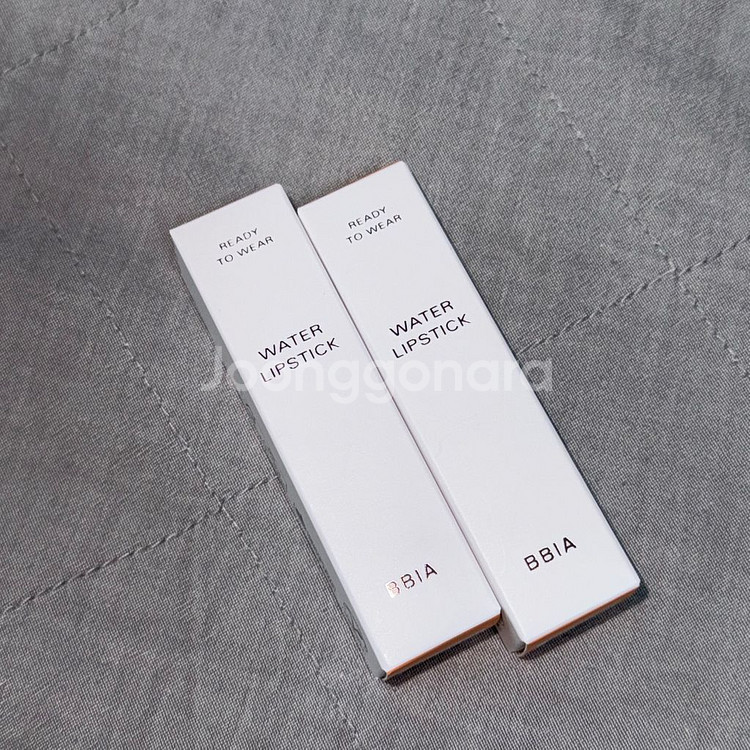 READY
TO WEAR
WATER
LIPSTICK
BBIA
READY
TO WEAR
WATER
LIPSTICK
BBIA
Joonggonara